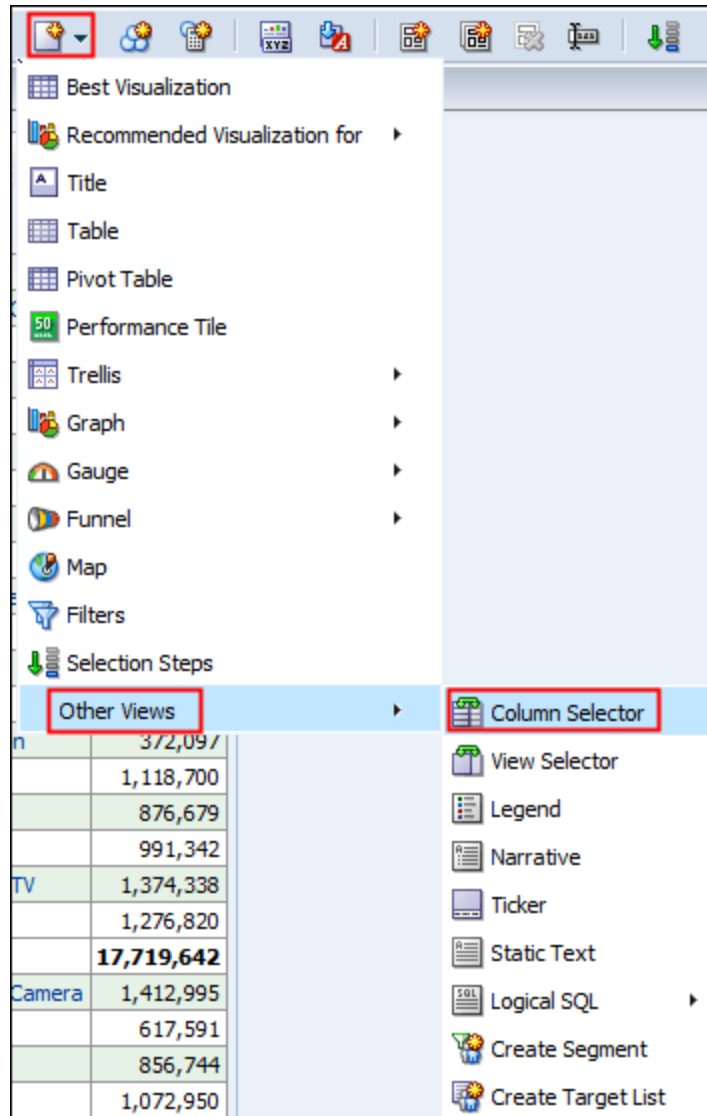 XYZ
A
Best Visualization
Recommended Visualization for
A Title
Table
Pivot Table
50 Performance Tile
Trellis
Graph
Gauge
Funnel
Map
Filters
Selection Steps
Other Views
Column Selector
View Selector
Legend
Narrative
Ticker
Static Text
SQL Logical SQL
Create Segment
Create Target List
n 372,097
1,118,700
876,679
991,342
TV 1,374,338
1,276,820
17,719,642
Camera 1,412,995
617,591
856,744
1,072,950